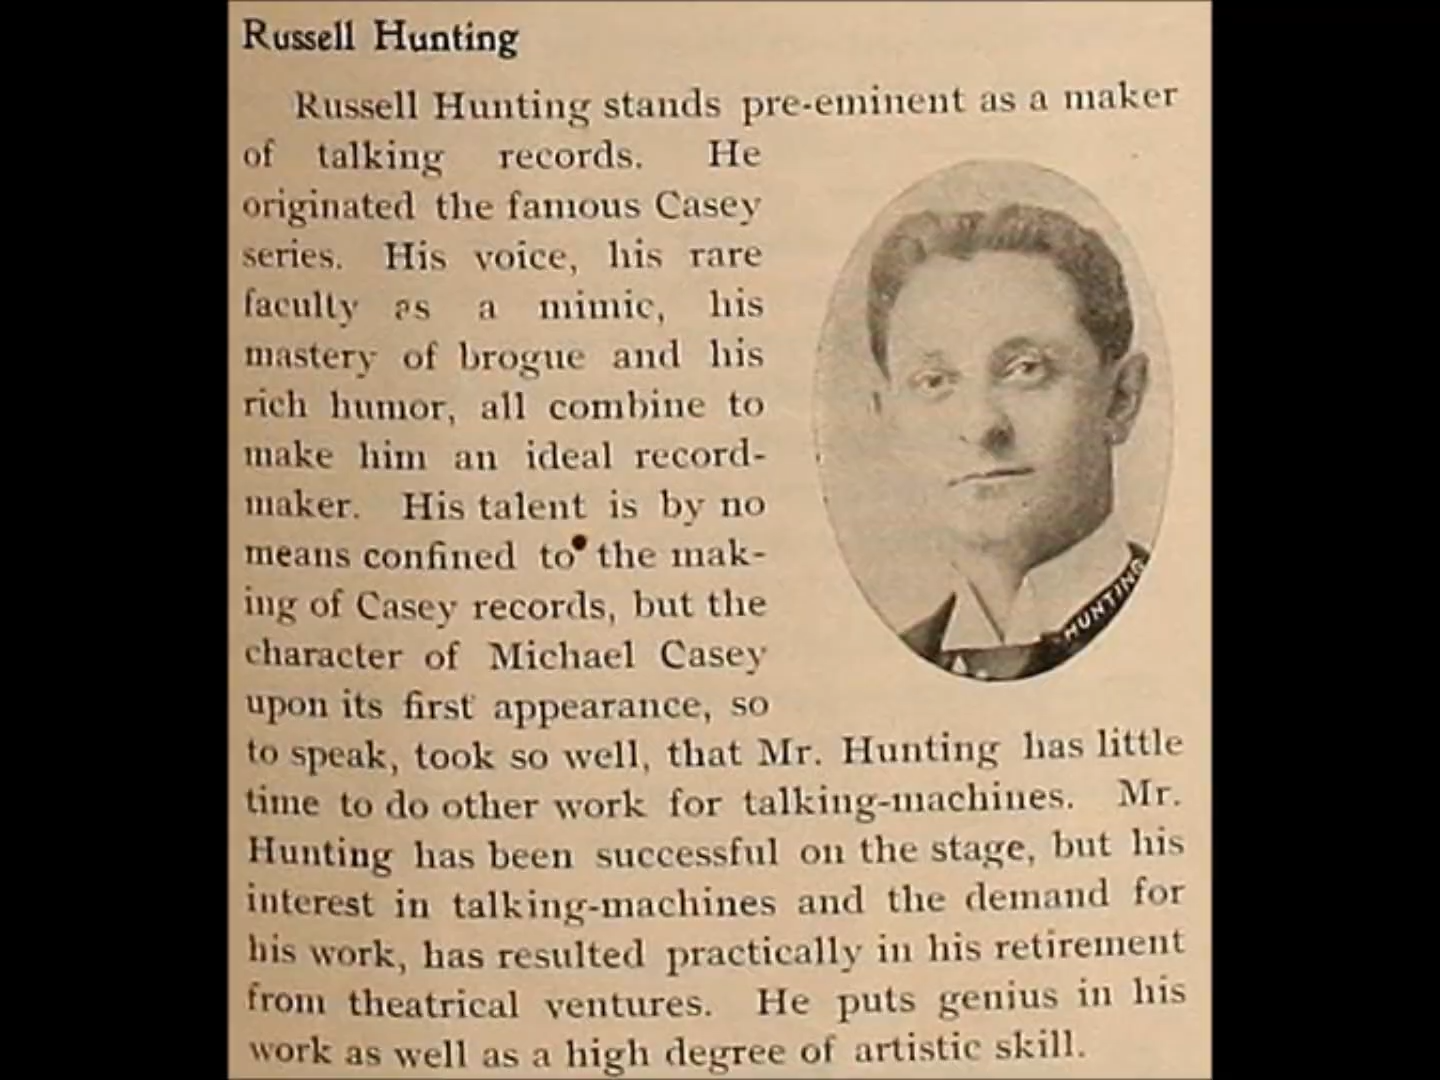 Russell Hunting
Russell Hunting stands pre-eminent as a maker
of talking records. He
originated the famous Casey
series. His voice, his rare
faculty as a mimic, his
mastery of brogue and his
rich humor, all combine to
make him an ideal record-
maker. His talent is by no
means confined to the mak-
ing of Casey records, but the
character of Michael Casey
upon its first appearance, so
to speak, took so well, that Mr. Hunting has little
time to do other work for talking-machines. Mr.
Hunting has been successful on the stage, but his
interest in talking-machines and the demand for
his work, has resulted practically in his retirement
from theatrical ventures. He puts genius in his
work as well as a high degree of artistic skill.
HUNTING